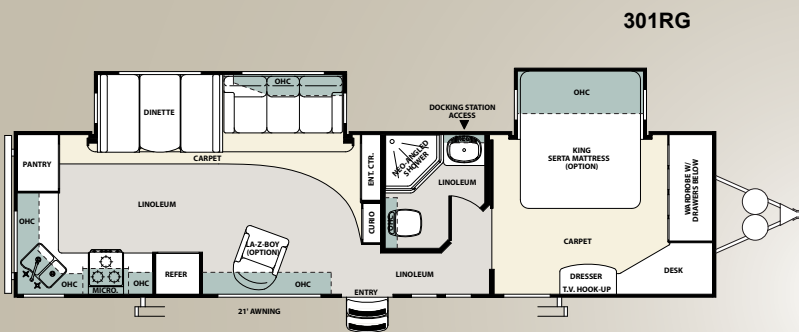 301RG
OHC
DINETTE
OHC
DOCKING STATION
ACCESS
PANTRY
CARPET
ENT. CTR.
NEO-ANGLED
SHOWER
LINOLEUM
KING
SERTA MATTRESS
(OPTION)
WARDROBE W/
DRAWERS BELOW
LINOLEUM
OHC
CURIO
OHC
LA-Z-BOY
(OPTION)
CARPET
OHC
MICRO.
OHC
REFER
OHC
LINOLEUM
DRESSER
T.V. HOOK-UP
DESK
ENTRY
21' AWNING